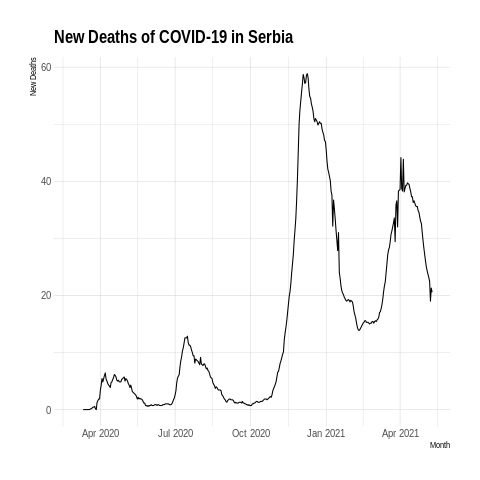 New Deaths of COVID-19 in Serbia
New Deaths
60
40
20
0
Apr 2020 Jul 2020 Oct 2020 Jan 2021 Apr 2021
Month